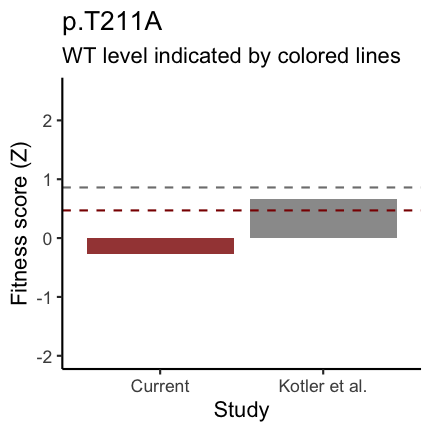 p.T211A
WT level indicated by colored lines
Fitness score (Z)
2
1
0
-1
-2
Current
Kotler et al.
Study